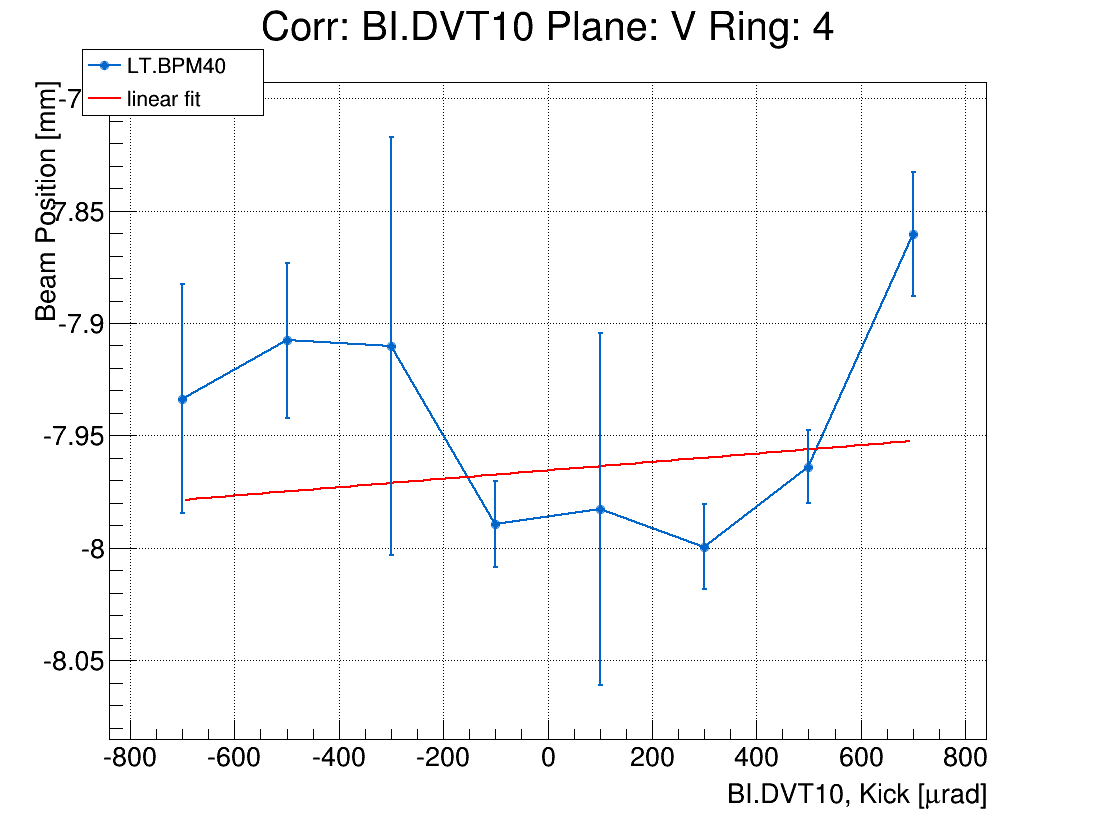 Corr: BI.DVT10 Plane: V Ring: 4
LT.BPM40
linear fit
Beam Position [mm]
-7
-7.85
-7.9
-7.95
-8
-8.05
-800 -600 -400 -200 0 200 400 600 800
BI.DVT10, Kick [μrad]